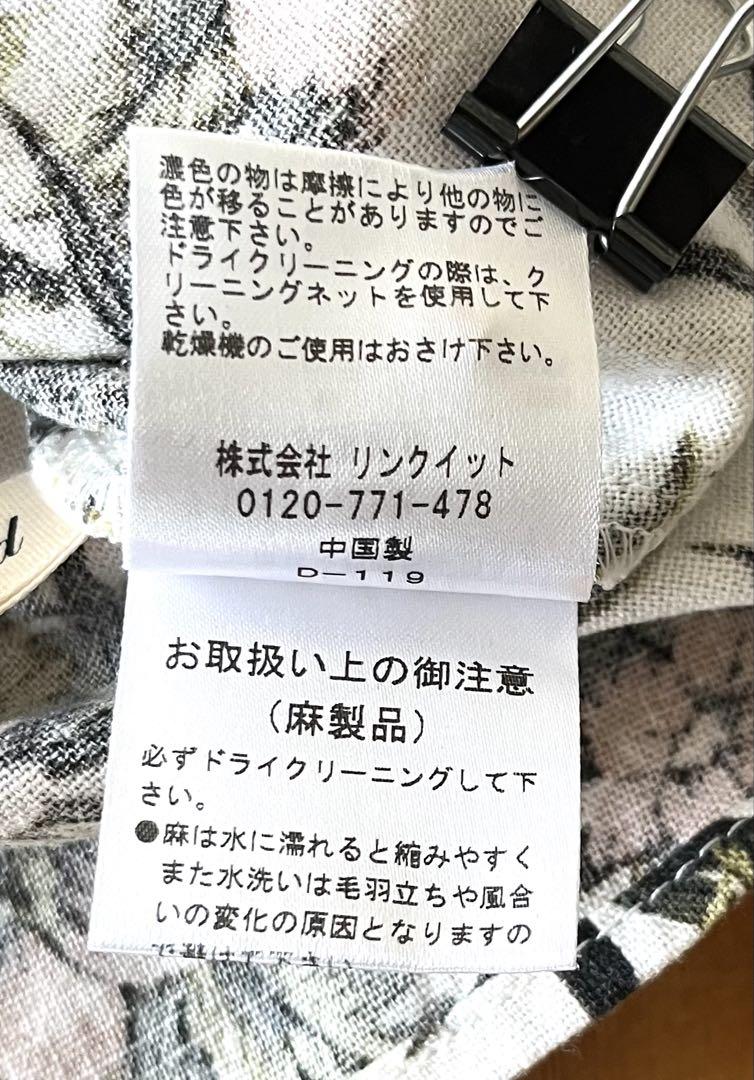 濃色の物は摩擦により他の物に
色が移ることがありますのでご
注意下さい。
ドライクリーニングの際は、ク
リーニングネットを使用して下
さい。
乾燥機のご使用はおさけ下さい。
株式会社 リンクイット
0120-771-478
中国製
D-119
お取扱い上の御注意
(麻製品)
必ずドライクリーニングして下
さい。
●麻は水に濡れると縮みやすく
また水洗いは毛羽立ちや風合
いの変化の原因となりますの